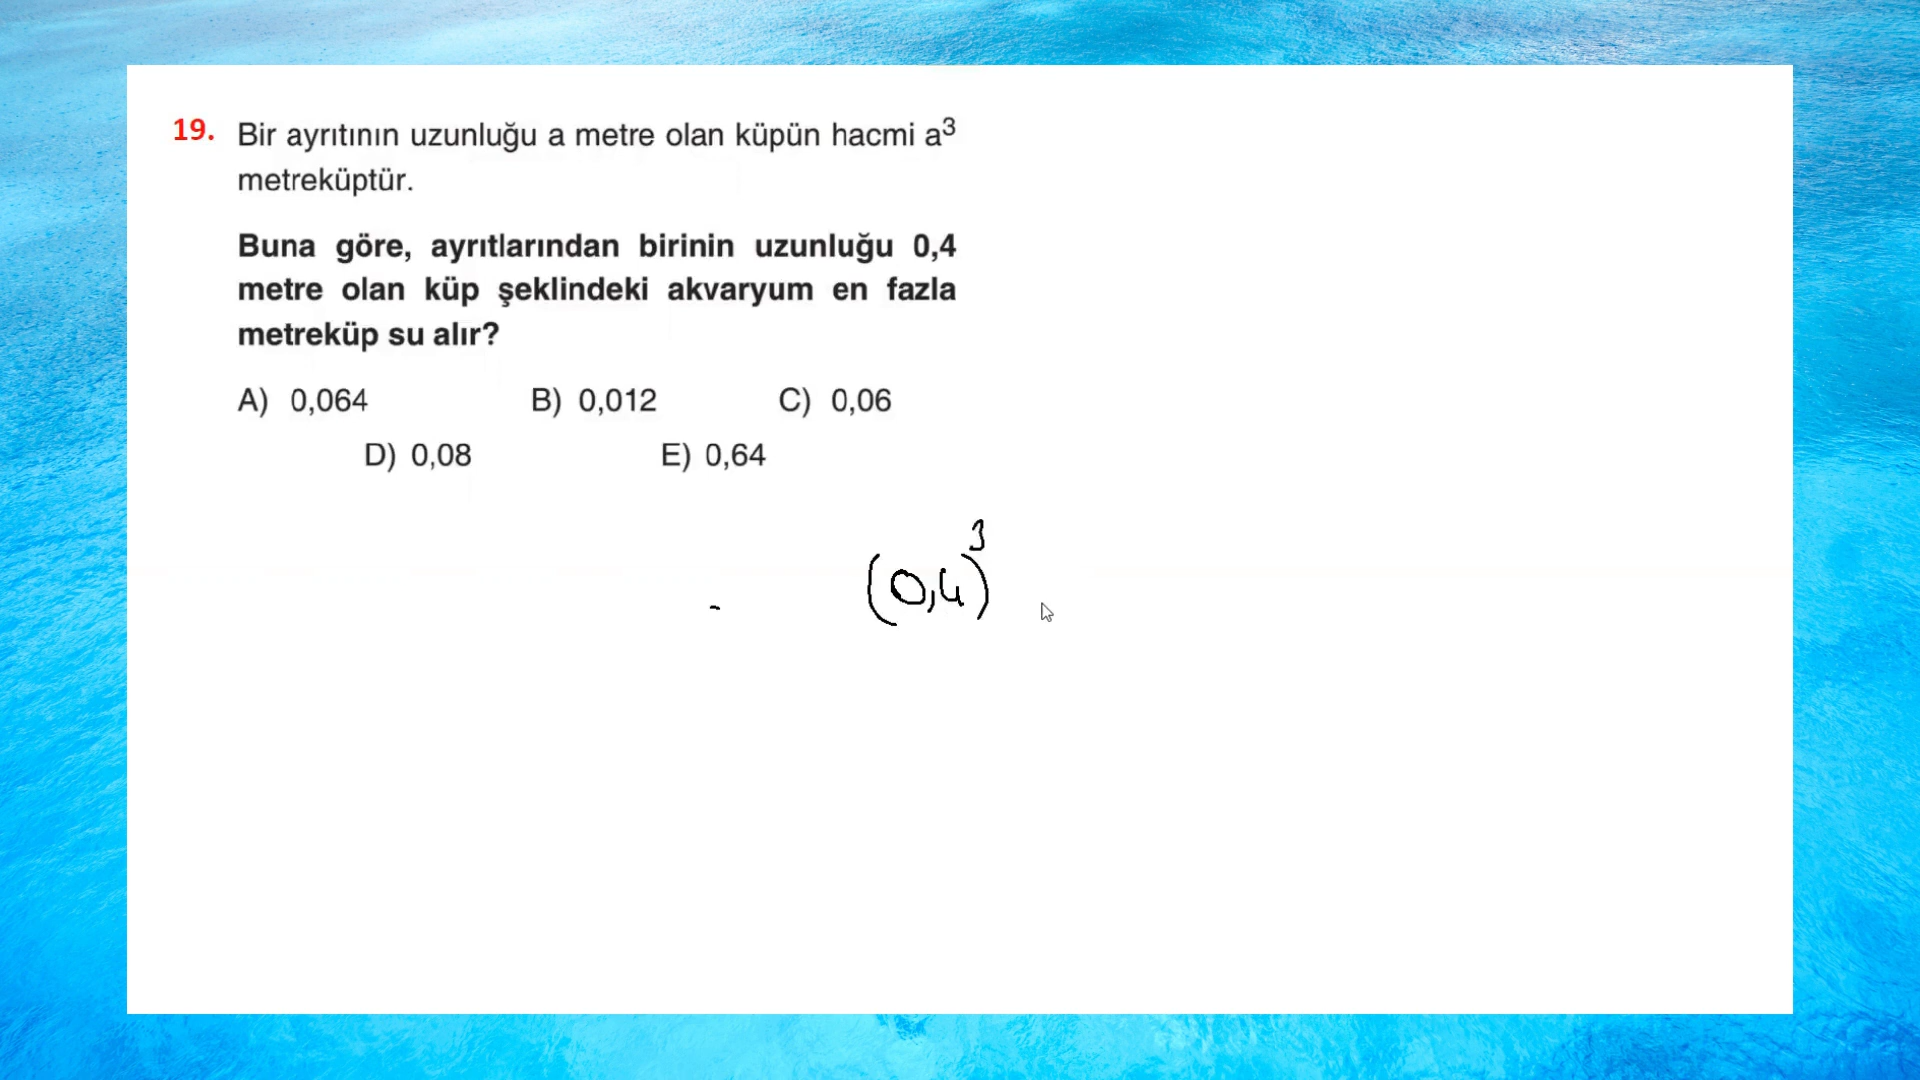 19. Bir ayrıtının uzunluğu a metre olan küpün hacmi a³
metreküptür.
Buna göre, ayrıtlarından birinin uzunluğu 0,4
metre olan küp şeklindeki akvaryum en fazla
metreküp su alır?
A) 0,064 B) 0,012 C) 0,06
D) 0,08 E) 0,64
(0,4)³